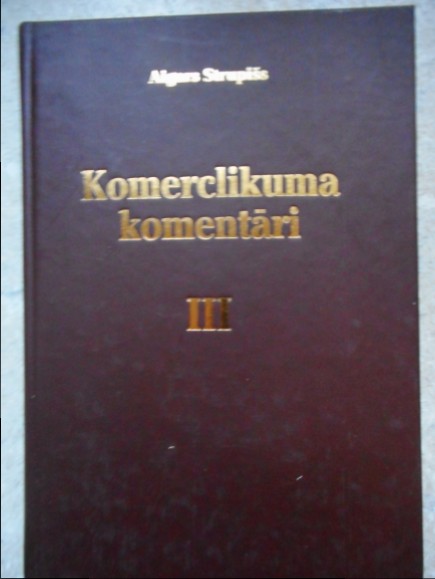 Aigars Strupišs
Komerclikuma
komentāri
III